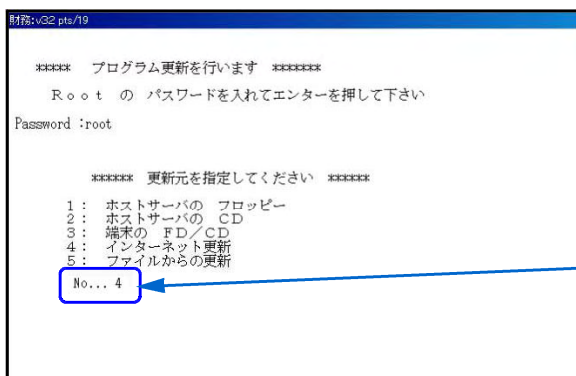 財務:v32 pts/19
***** プログラム更新を行います *******
Ｒｏｏｔ の パスワードを入れてエンターを押して下さい
Password :root
****** 更新元を指定してください ******
1： ホストサーバの フロッピー
2： ホストサーバの ＣＤ
3： 端末の ＦＤ／ＣＤ
4： インターネット更新
5： ファイルからの更新
No... 4